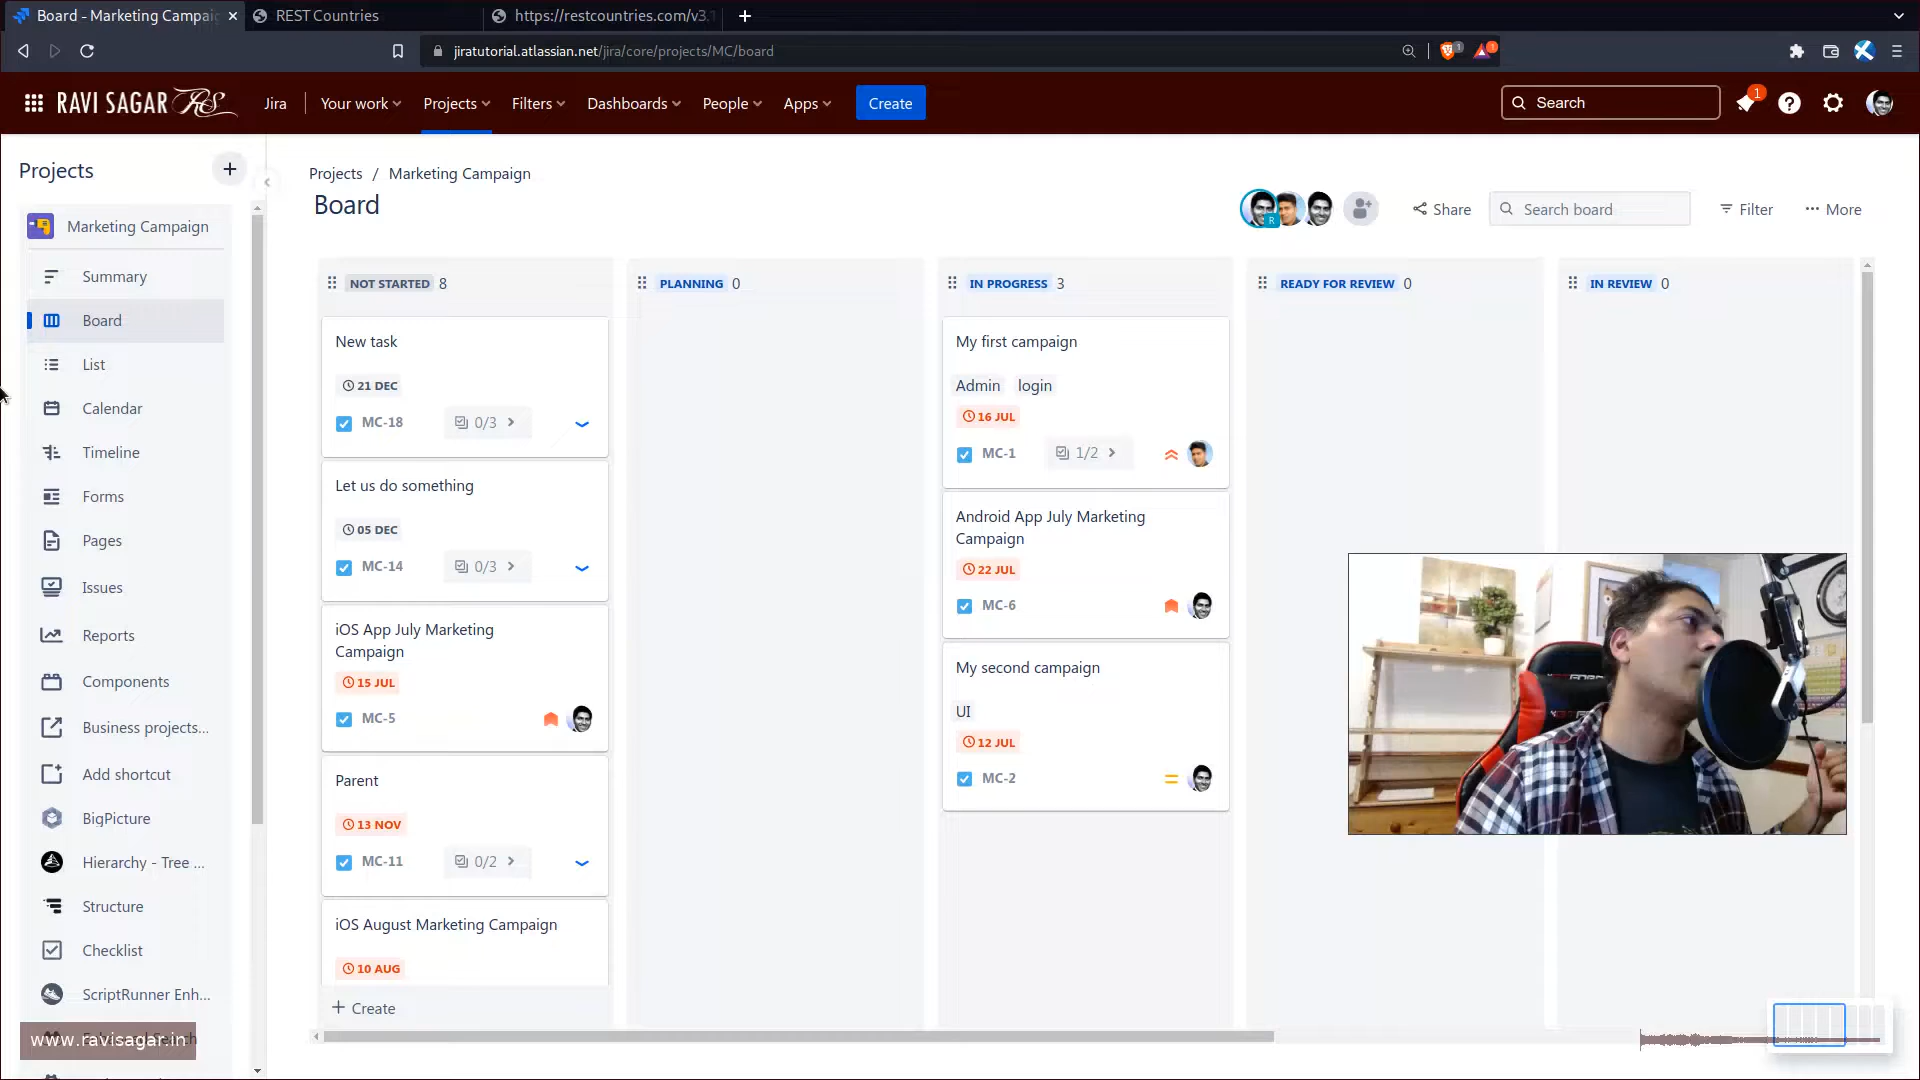 Board - Marketing Campai
REST Countries
https://restcountries.com/v3.1
jiratutorial.atlassian.net/jira/core/projects/MC/board
1
1
RAVI SAGAR RS
Jira
Your work
Projects
Filters
Dashboards
People
Apps
Create
Search
1
Projects
Marketing Campaign
Summary
Board
List
Calendar
Timeline
Forms
Pages
Issues
Reports
Components
Business projects...
Add shortcut
BigPicture
Hierarchy - Tree ...
Structure
Checklist
ScriptRunner Enh...
www.ravisagar.in
Projects / Marketing Campaign
Board
R
Share
Search board
Filter
More
NOT STARTED 8
New task
21 DEC
MC-18
0/3
Let us do something
05 DEC
MC-14
0/3
iOS App July Marketing
Campaign
15 JUL
MC-5
Parent
13 NOV
MC-11
0/2
iOS August Marketing Campaign
10 AUG
Create
PLANNING 0
IN PROGRESS 3
My first campaign
Admin login
16 JUL
MC-1
1/2
Android App July Marketing
Campaign
22 JUL
MC-6
My second campaign
UI
12 JUL
MC-2
READY FOR REVIEW 0
IN REVIEW 0